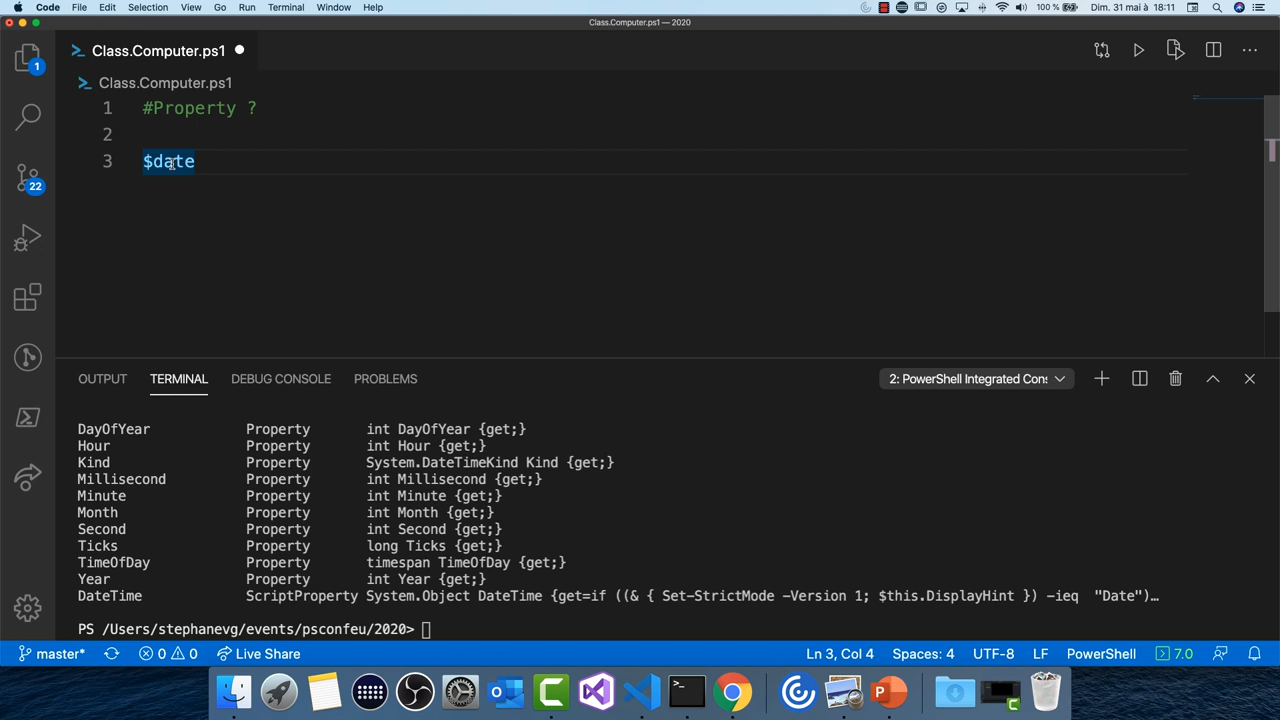 Code File Edit Selection View Go Run Terminal Window Help 100 % Dim. 31 mai à 18:11
Class.Computer.ps1 — 2020
Class.Computer.ps1
Class.Computer.ps1
1 #Property ?
2
3 $date
1
22
OUTPUT TERMINAL DEBUG CONSOLE PROBLEMS 2: PowerShell Integrated Cons
DayOfYear Property int DayOfYear {get;}
Hour Property int Hour {get;}
Kind Property System.DateTimeKind Kind {get;}
Millisecond Property int Millisecond {get;}
Minute Property int Minute {get;}
Month Property int Month {get;}
Second Property int Second {get;}
Ticks Property long Ticks {get;}
TimeOfDay Property timespan TimeOfDay {get;}
Year Property int Year {get;}
DateTime ScriptProperty System.Object DateTime {get=if ((& { Set-StrictMode -Version 1; $this.DisplayHint }) -ieq "Date")…
PS /Users/stephanevg/events/psconfeu/2020>
master* 0 0 Live Share Ln 3, Col 4 Spaces: 4 UTF-8 LF PowerShell 7.0